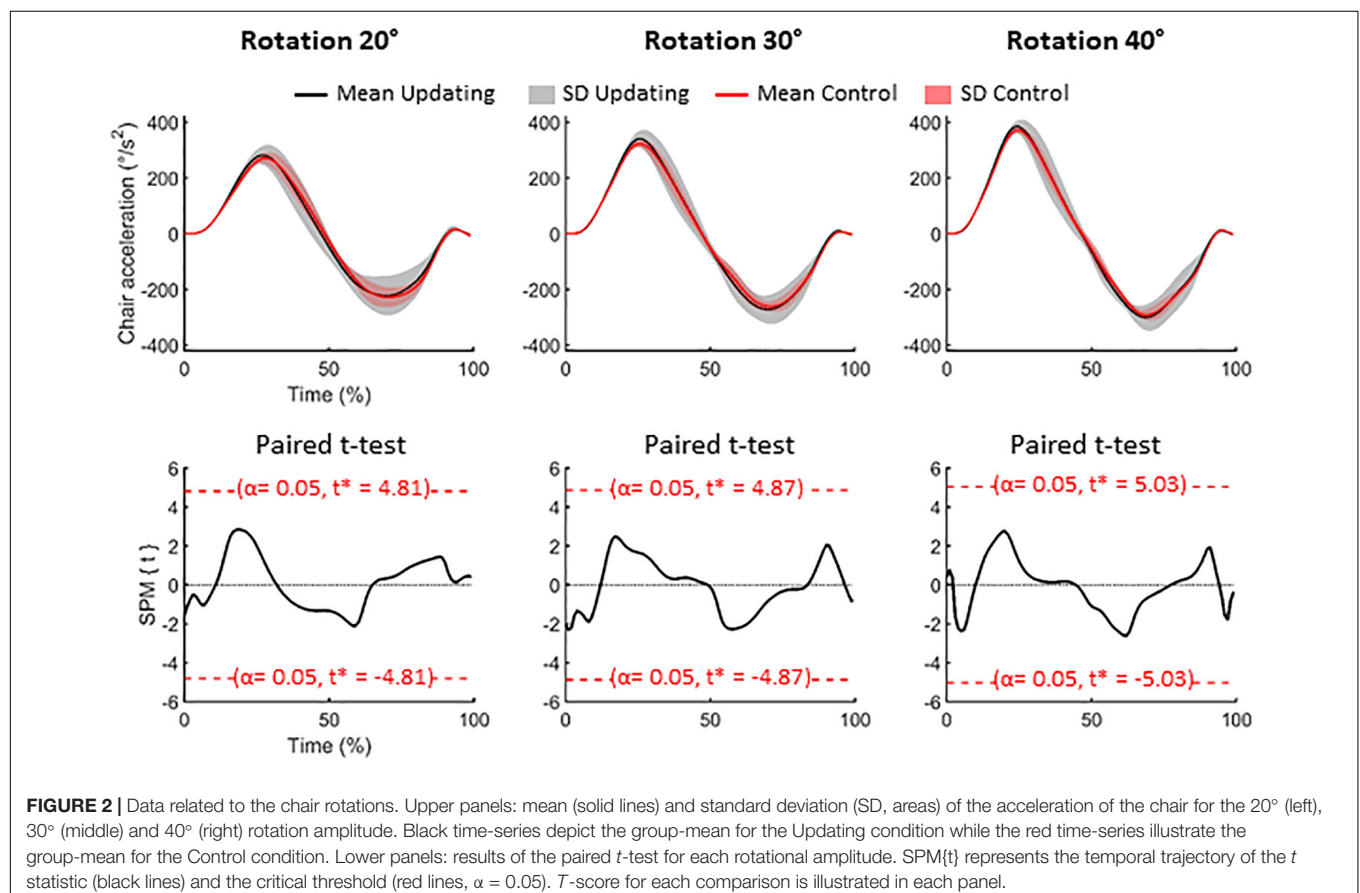 Rotation 20° Rotation 30° Rotation 40°
Mean Updating SD Updating Mean Control SD Control
Chair acceleration (°/s²)
400
200
0
-200
-400
0 50 100
Time (%)
400
200
0
-200
-400
0 50 100
400
200
0
-200
-400
0 50 100
Paired t-test Paired t-test Paired t-test
SPM { t }
6
4
2
0
-2
-4
-6
(α= 0.05, t* = 4.81)
(α= 0.05, t* = -4.81)
0 50 100
Time (%)
6
4
2
0
-2
-4
-6
(α= 0.05, t* = 4.87)
(α= 0.05, t* = -4.87)
0 50 100
6
4
2
0
-2
-4
-6
(α= 0.05, t* = 5.03)
(α= 0.05, t* = -5.03)
0 50 100
FIGURE 2 | Data related to the chair rotations. Upper panels: mean (solid lines) and standard deviation (SD, areas) of the acceleration of the chair for the 20° (left),
30° (middle) and 40° (right) rotation amplitude. Black time-series depict the group-mean for the Updating condition while the red time-series illustrate the
group-mean for the Control condition. Lower panels: results of the paired t-test for each rotational amplitude. SPM{t} represents the temporal trajectory of the t
statistic (black lines) and the critical threshold (red lines, α = 0.05). T-score for each comparison is illustrated in each panel.